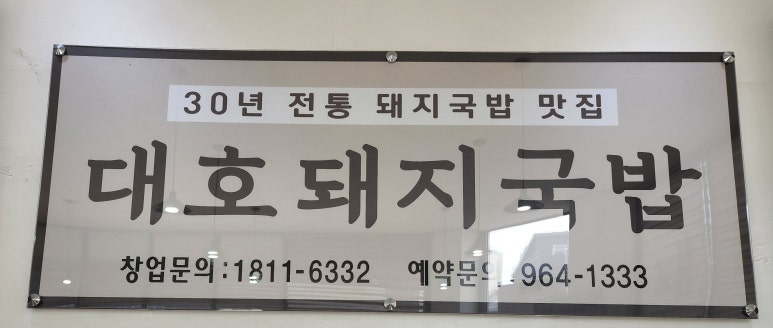 30년 전통 돼지국밥 맛집
대호돼지국밥
창업문의:1811-6332 예약문의:964-1333